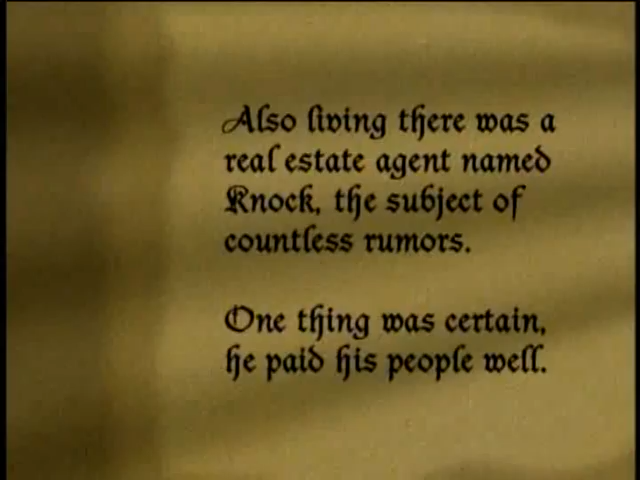 Also living there was a
real estate agent named
Knock, the subject of
countless rumors.
One thing was certain,
he paid his people well.